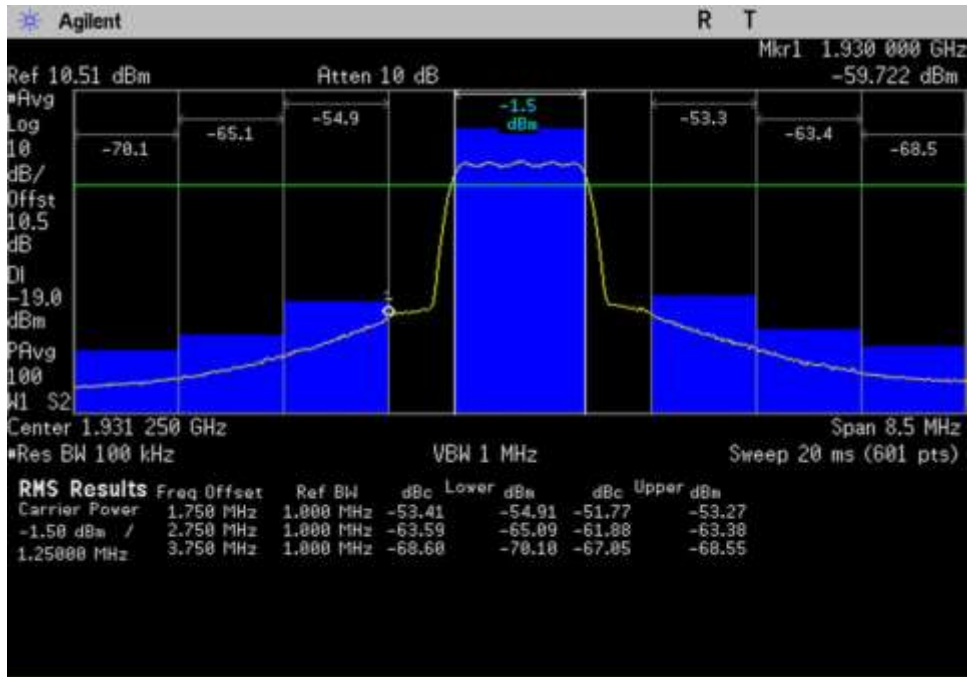 Agilent R T
Mkr1 1.930 000 GHz
Ref 10.51 dBm Atten 10 dB -59.722 dBm
#Avg
Log
10
dB/
Offst
10.5
dB
DI
-19.0
dBm
PAvg
100
W1 S2
-70.1
-65.1
-54.9
-1.5
dBm
-53.3
-63.4
-68.5
1
Center 1.931 250 GHz Span 8.5 MHz
#Res BW 100 kHz VBW 1 MHz Sweep 20 ms (601 pts)
RMS Results Freq Offset Ref BW dBc Lower dBm dBc Upper dBm
Carrier Power 1.750 MHz 1.000 MHz -53.41 -54.91 -51.77 -53.27
-1.50 dBm / 2.750 MHz 1.000 MHz -63.59 -65.09 -61.88 -63.38
1.25000 MHz 3.750 MHz 1.000 MHz -68.60 -70.10 -67.05 -68.55